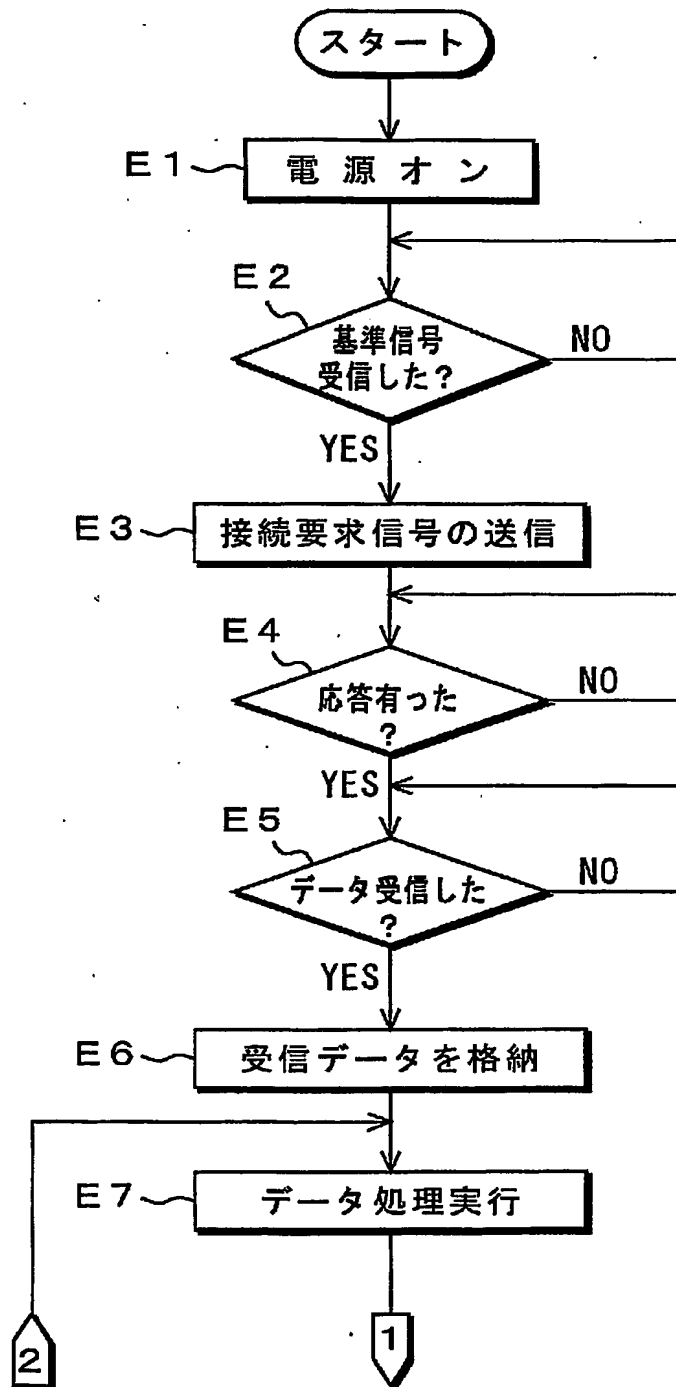 スタート
E1
電源オン
E2
基準信号
受信した?
NO
YES
E3
接続要求信号の送信
E4
応答有った
?
NO
YES
E5
データ受信した
?
NO
YES
E6
受信データを格納
E7
データ処理実行
2
1